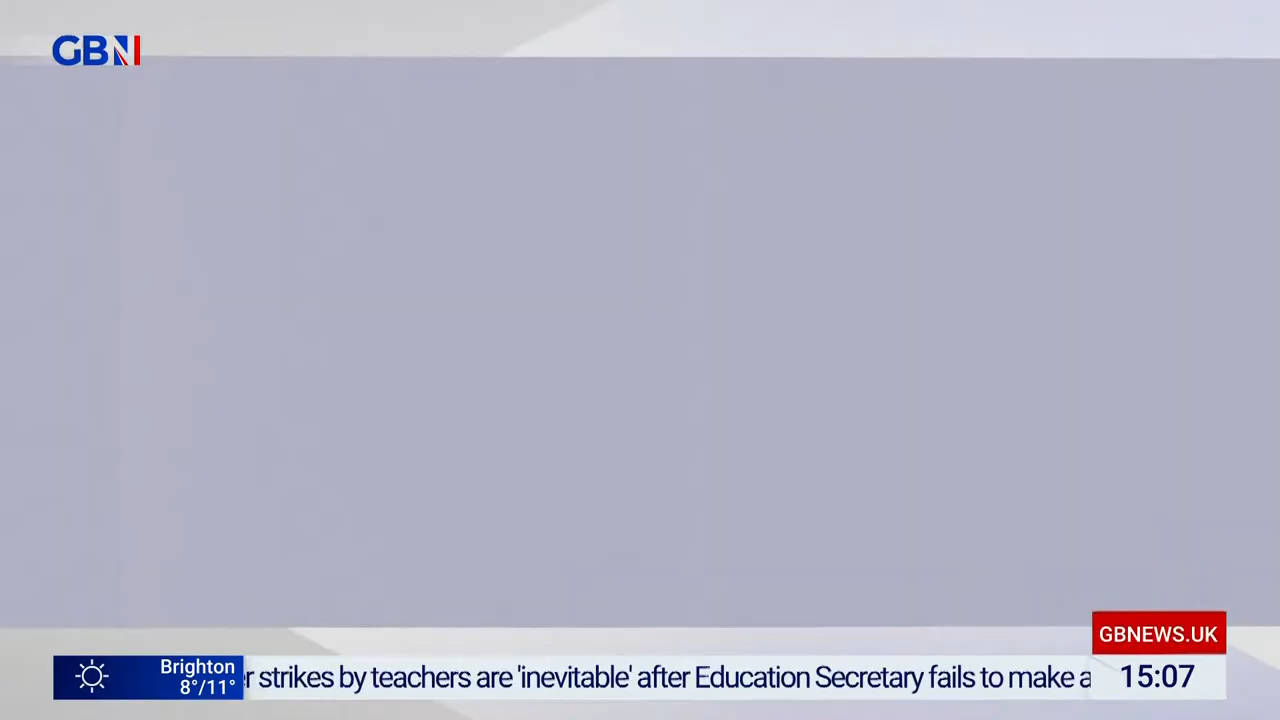 GBN
GBNEWS.UK
Brighton
8°/11°
strikes by teachers are 'inevitable' after Education Secretary fails to make a
15:07